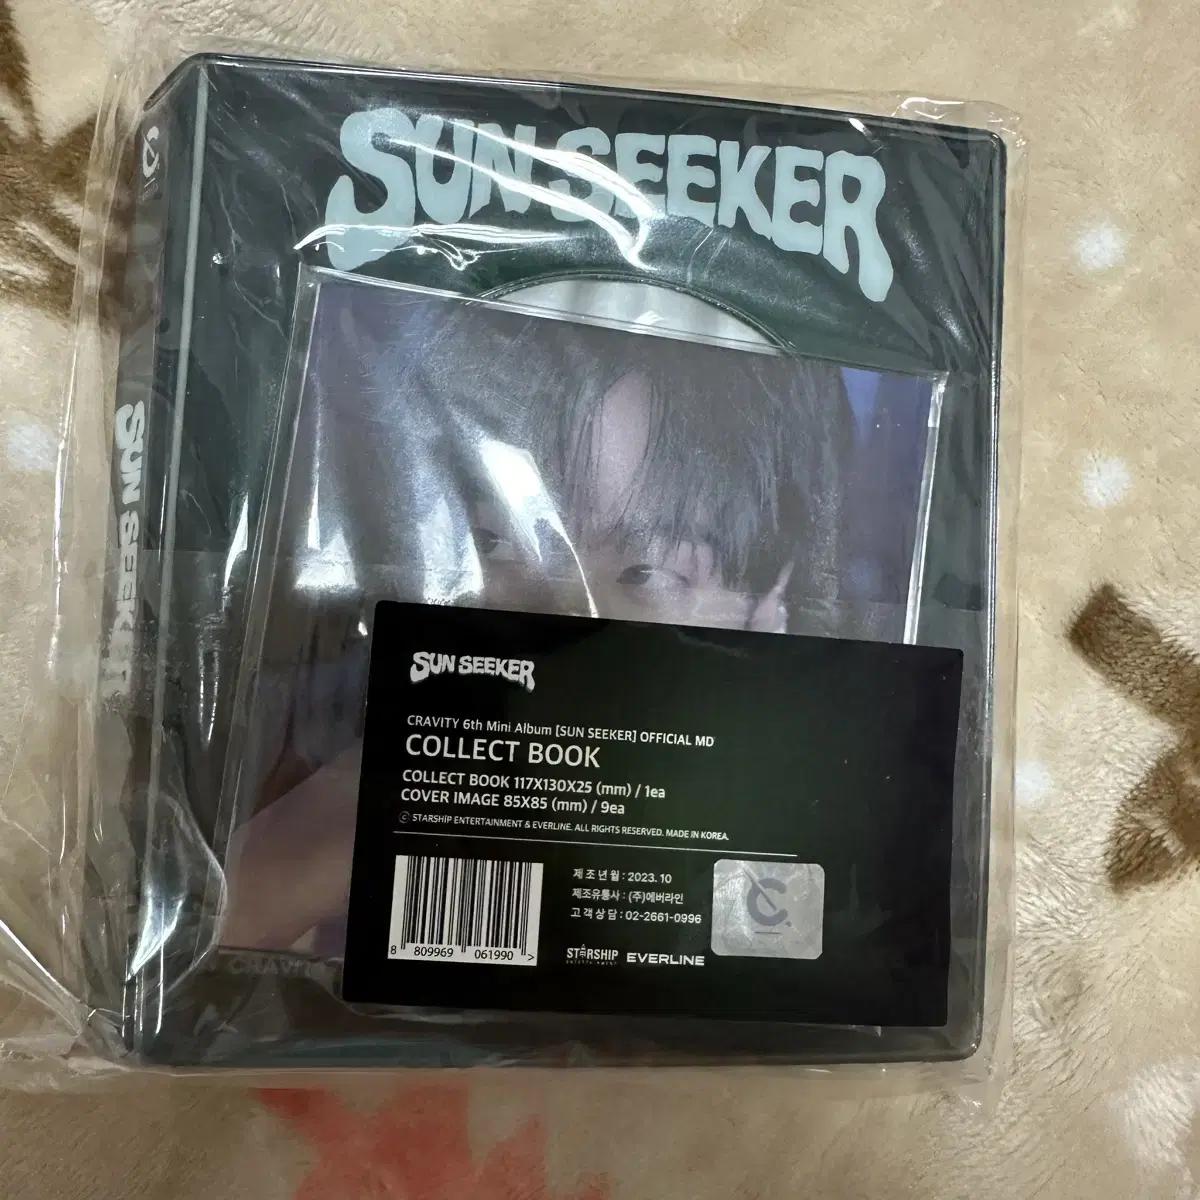 SUN SEEKER
SUN SEEKER
CRAVITY
SUN SEEKER
CRAVITY 6th Mini Album [SUN SEEKER] OFFICIAL MD
COLLECT BOOK
COLLECT BOOK 117X130X25 (mm) / 1ea
COVER IMAGE 85X85 (mm) / 9ea
ⓒ STARSHIP ENTERTAINMENT & EVERLINE. ALL RIGHTS RESERVED. MADE IN KOREA.
제조년월 : 2023. 10
제조유통사 : (주)에버라인
고객상담 : 02-2661-0996
8 809969 061990 >
STARSHIP ENTERTAINMENT
EVERLINE